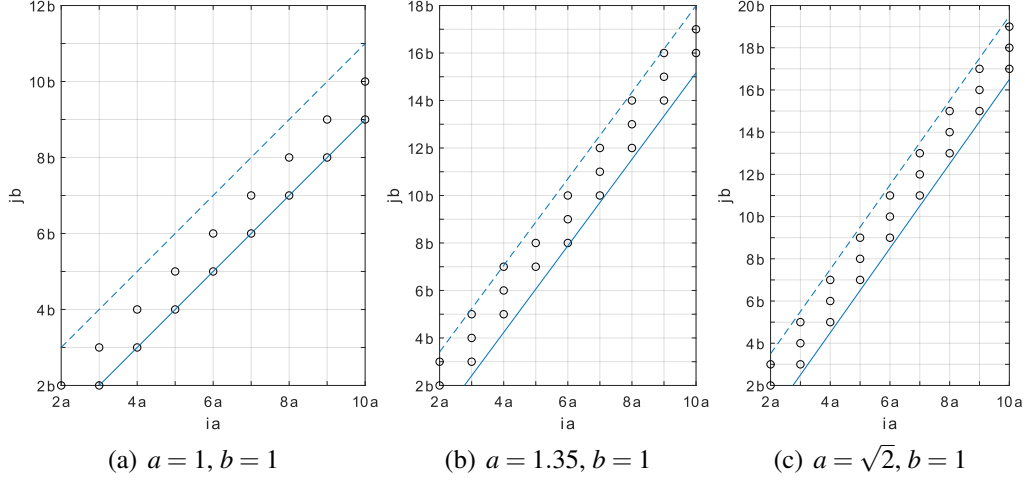 12b
10b
8b
6b
4b
2b
2a 4a 6a 8a 10a
ia
jb
(a) a = 1, b = 1
18b
16b
14b
12b
10b
8b
6b
4b
2b
2a 4a 6a 8a 10a
ia
jb
(b) a = 1.35, b = 1
20b
18b
16b
14b
12b
10b
8b
6b
4b
2b
2a 4a 6a 8a 10a
ia
jb
(c) a = √2, b = 1